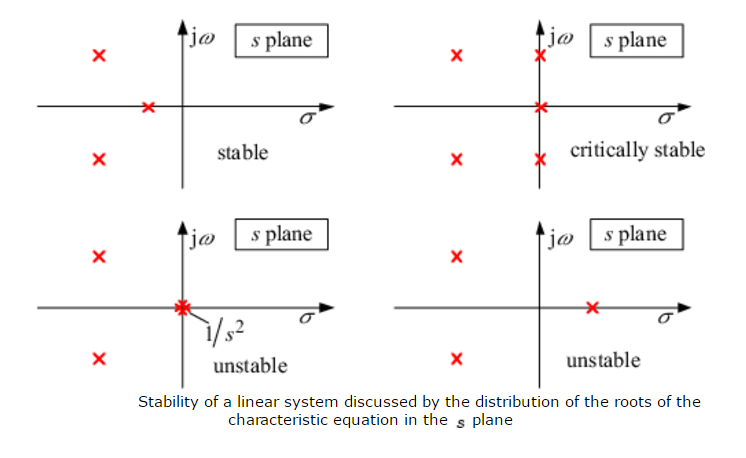 jω
s plane
σ
stable
jω
s plane
σ
critically stable
jω
s plane
σ
1/s²
unstable
jω
s plane
σ
unstable
Stability of a linear system discussed by the distribution of the roots of the
characteristic equation in the s plane